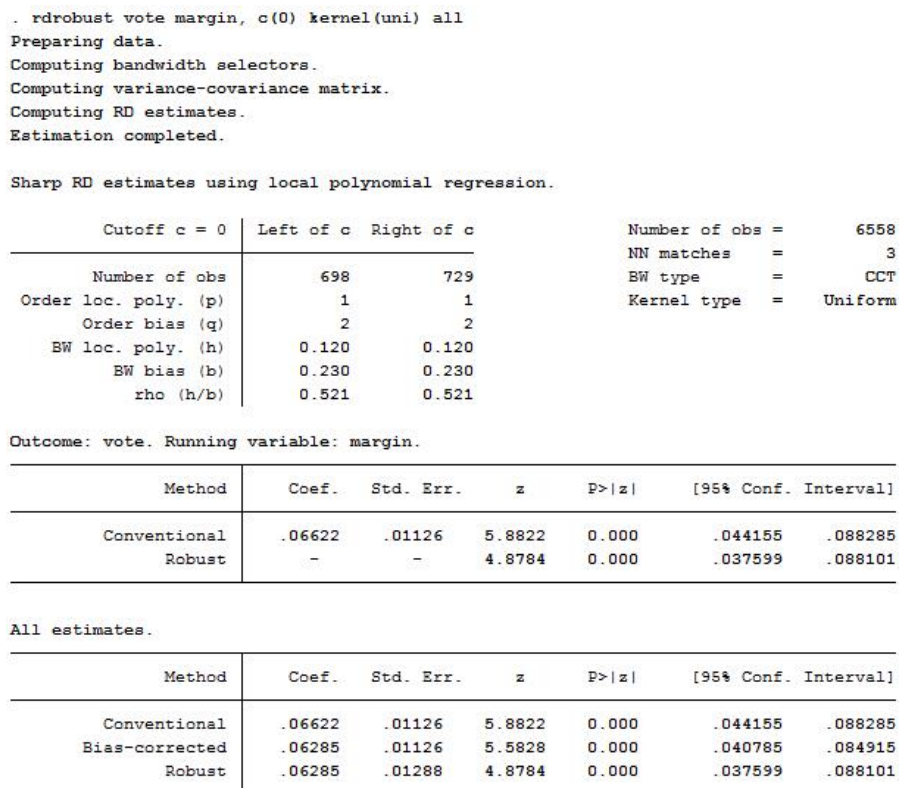 . rdrobust vote margin, c(0) kernel(uni) all
Preparing data.
Computing bandwidth selectors.
Computing variance-covariance matrix.
Computing RD estimates.
Estimation completed.
Sharp RD estimates using local polynomial regression.
Cutoff c = 0 Left of c Right of c Number of obs = 6558
NN matches = 3
Number of obs 698 729 BW type = CCT
Order loc. poly. (p) 1 1 Kernel type = Uniform
Order bias (q) 2 2
BW loc. poly. (h) 0.120 0.120
BW bias (b) 0.230 0.230
rho (h/b) 0.521 0.521
Outcome: vote. Running variable: margin.
Method Coef. Std. Err. z P>|z| [95% Conf. Interval]
Conventional .06622 .01126 5.8822 0.000 .044155 .088285
Robust - - 4.8784 0.000 .037599 .088101
All estimates.
Method Coef. Std. Err. z P>|z| [95% Conf. Interval]
Conventional .06622 .01126 5.8822 0.000 .044155 .088285
Bias-corrected .06285 .01126 5.5828 0.000 .040785 .084915
Robust .06285 .01288 4.8784 0.000 .037599 .088101